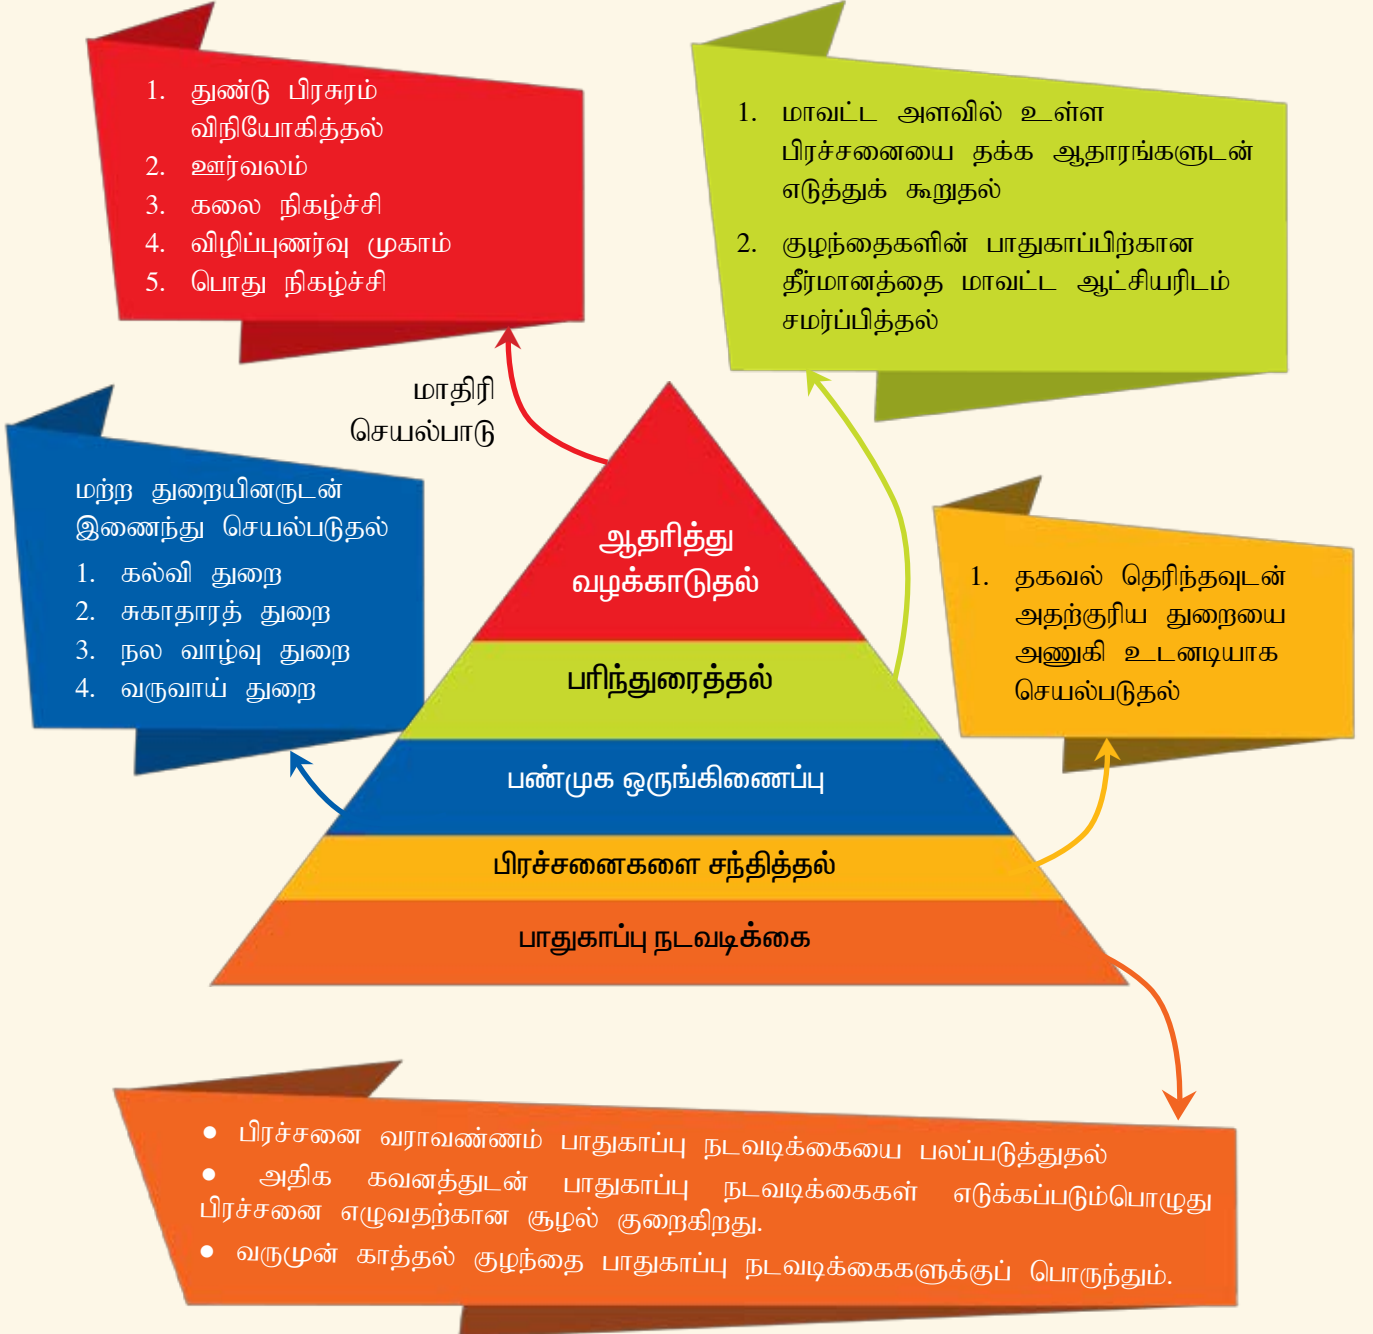 1. துண்டு பிரசுரம்
விநியோகித்தல்
2. ஊர்வலம்
3. கலை நிகழ்ச்சி
4. விழிப்புணர்வு முகாம்
5. பொது நிகழ்ச்சி
1. மாவட்ட அளவில் உள்ள
பிரச்சனையை தக்க ஆதாரங்களுடன்
எடுத்துக் கூறுதல்
2. குழந்தைகளின் பாதுகாப்பிற்கான
தீர்மானத்தை மாவட்ட ஆட்சியரிடம்
சமர்ப்பித்தல்
மாதிரி
செயல்பாடு
மற்ற துறையினருடன்
இணைந்து செயல்படுதல்
1. கல்வி துறை
2. சுகாதாரத் துறை
3. நல வாழ்வு துறை
4. வருவாய் துறை
1. தகவல் தெரிந்தவுடன்
அதற்குரிய துறையை
அணுகி உடனடியாக
செயல்படுதல்
ஆதரித்து
வழக்காடுதல்
பரிந்துரைத்தல்
பண்முக ஒருங்கிணைப்பு
பிரச்சனைகளை சந்தித்தல்
பாதுகாப்பு நடவடிக்கை
• பிரச்சனை வராவண்ணம் பாதுகாப்பு நடவடிக்கையை பலப்படுத்துதல்
• அதிக கவனத்துடன் பாதுகாப்பு நடவடிக்கைகள் எடுக்கப்படும்பொழுது
பிரச்சனை எழுவதற்கான சூழல் குறைகிறது.
• வருமுன் காத்தல் குழந்தை பாதுகாப்பு நடவடிக்கைகளுக்குப் பொருந்தும்.